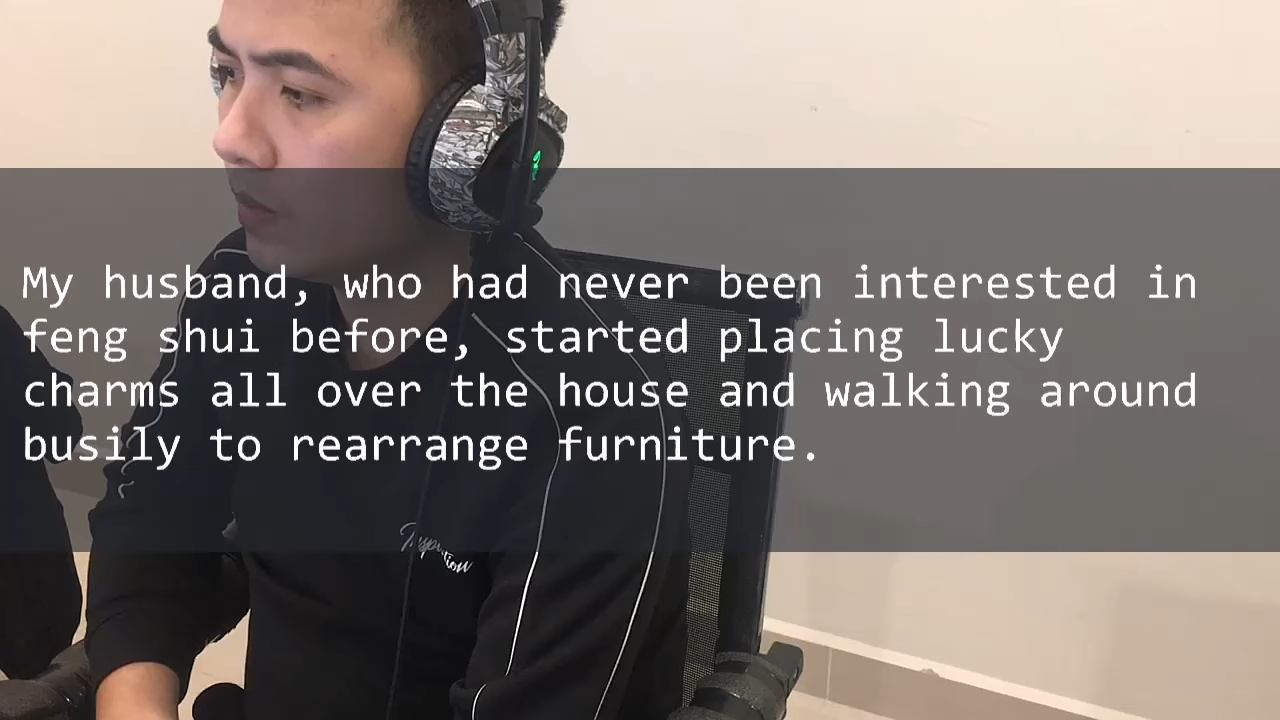 My husband, who had never been interested in
feng shui before, started placing lucky
charms all over the house and walking around
busily to rearrange furniture.
Inspiration